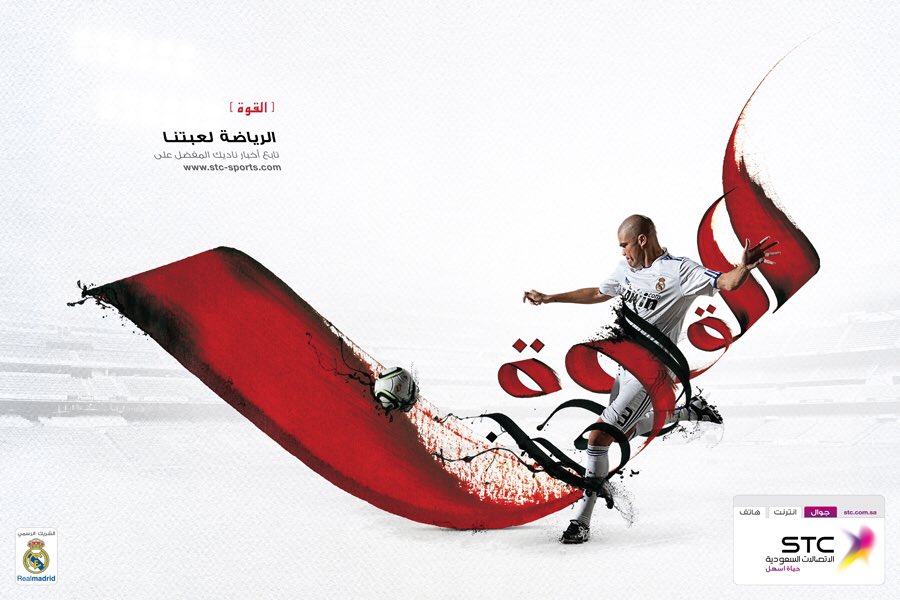 [ القوة ]
الرياضة لعبتنا
تابع أخبار ناديك المفضل على
www.stc-sports.com
القوة
الشريك الرسمي
Realmadrid
هاتف انترنت جوال stc.com.sa
STC
الاتصالات السعودية
حياة أسهل